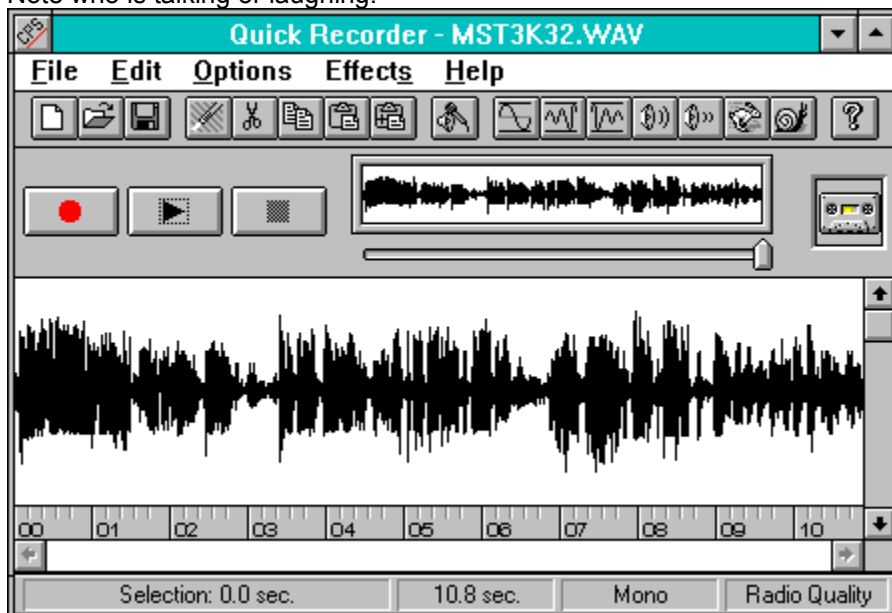 Note who is talking or laughing.
CPS
Quick Recorder - MST3K32.WAV
File Edit Options Effects Help
?
00 01 02 03 04 05 06 07 08 09 10
Selection: 0.0 sec. 10.8 sec. Mono Radio Quality